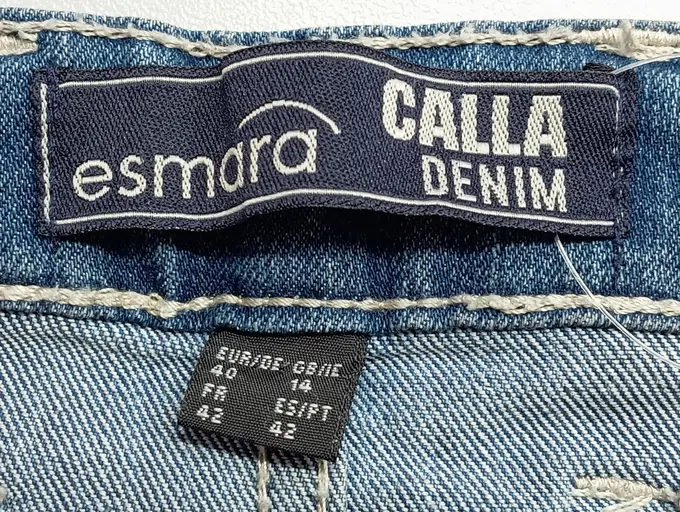 esmara
CALLA
DENIM
EUR/DE GB/IE
40 14
FR ES/PT
42 42